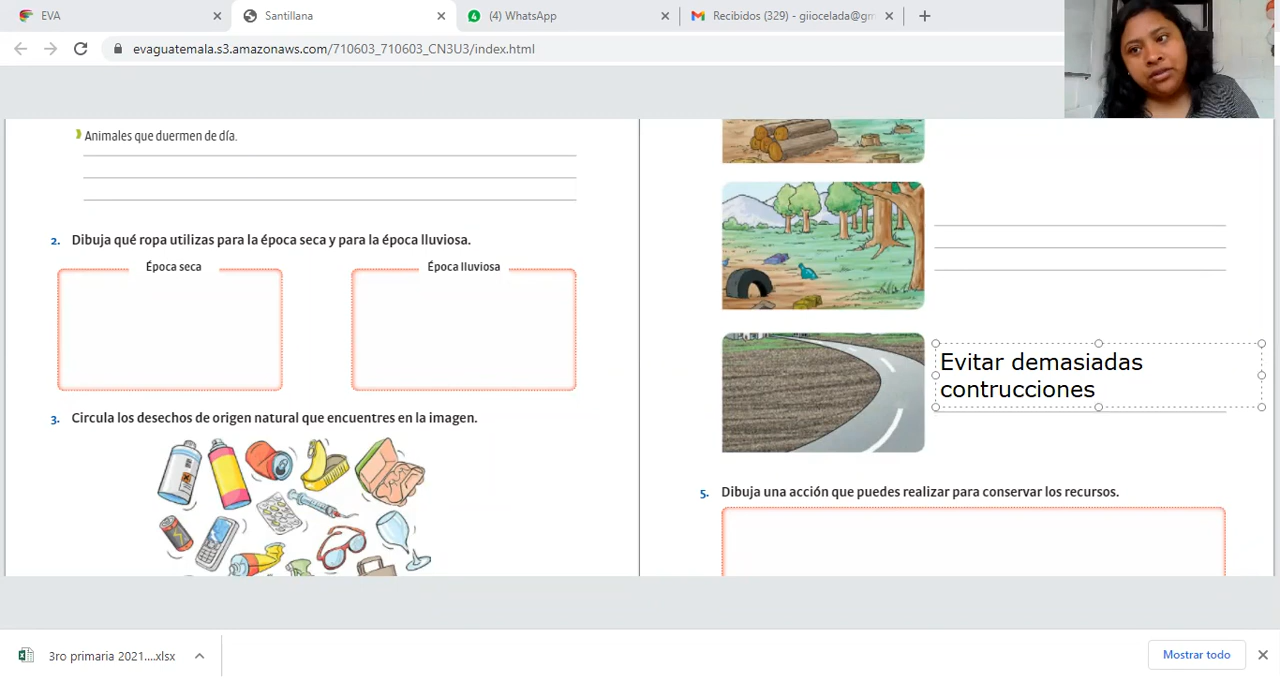 EVA
Santillana
(4) WhatsApp
Recibidos (329) - giiocelada@gm
evaguatemala.s3.amazonaws.com/710603_710603_CN3U3/index.html
Animales que duermen de día.
2. Dibuja qué ropa utilizas para la época seca y para la época lluviosa.
Época seca
Época lluviosa
3. Circula los desechos de origen natural que encuentres en la imagen.
Evitar demasiadas
contrucciones
5. Dibuja una acción que puedes realizar para conservar los recursos.
3ro primaria 2021....xlsx
Mostrar todo